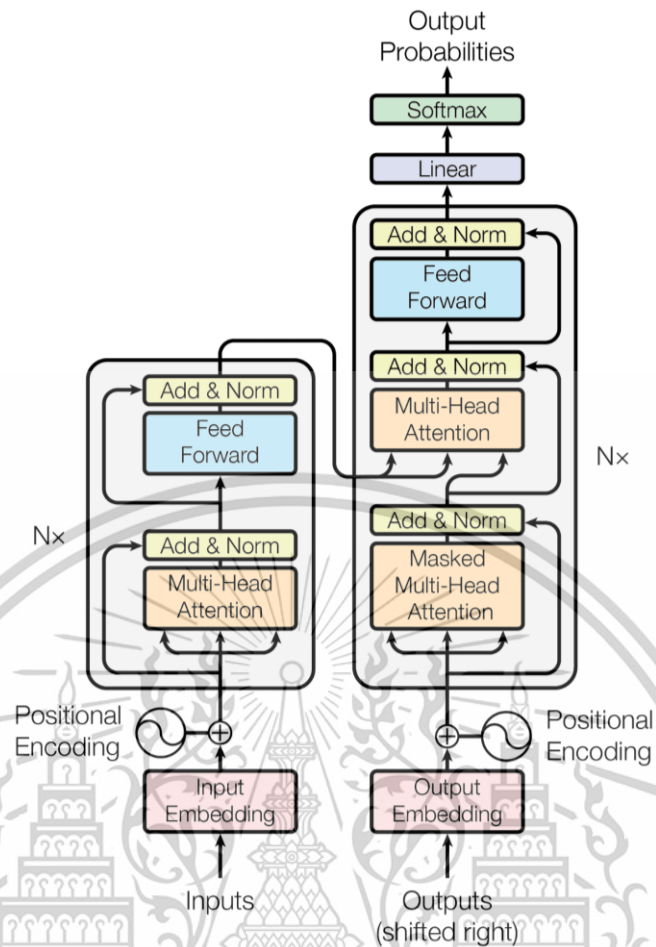 Output
Probabilities
Softmax
Linear
Add & Norm
Feed
Forward
Add & Norm
Multi-Head
Attention
Add & Norm
Masked
Multi-Head
Attention
Nx
Positional
Encoding
Output
Embedding
Outputs
(shifted right)
Add & Norm
Feed
Forward
Add & Norm
Multi-Head
Attention
Nx
Positional
Encoding
Input
Embedding
Inputs